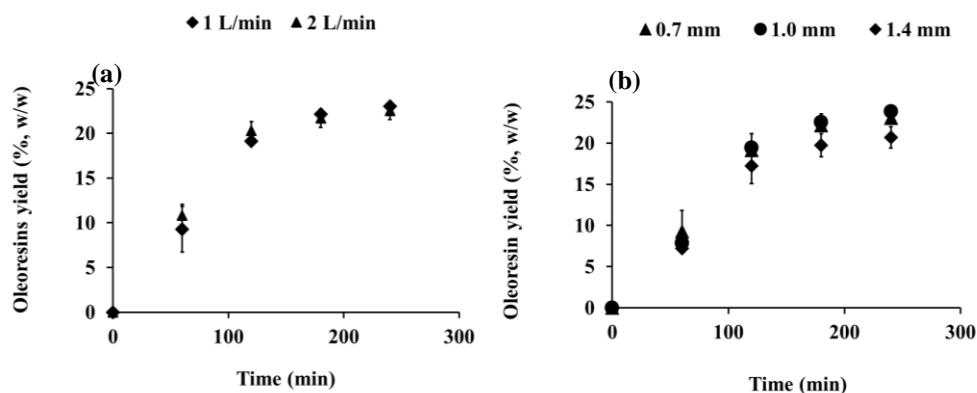 1 L/min 2 L/min
(a)
25
20
15
10
5
0
0 100 200 300
Oleoresins yield (%, w/w)
Time (min)
0.7 mm 1.0 mm 1.4 mm
(b)
25
20
15
10
5
0
0 100 200 300
Oleoresin yield (%, w/w)
Time (min)